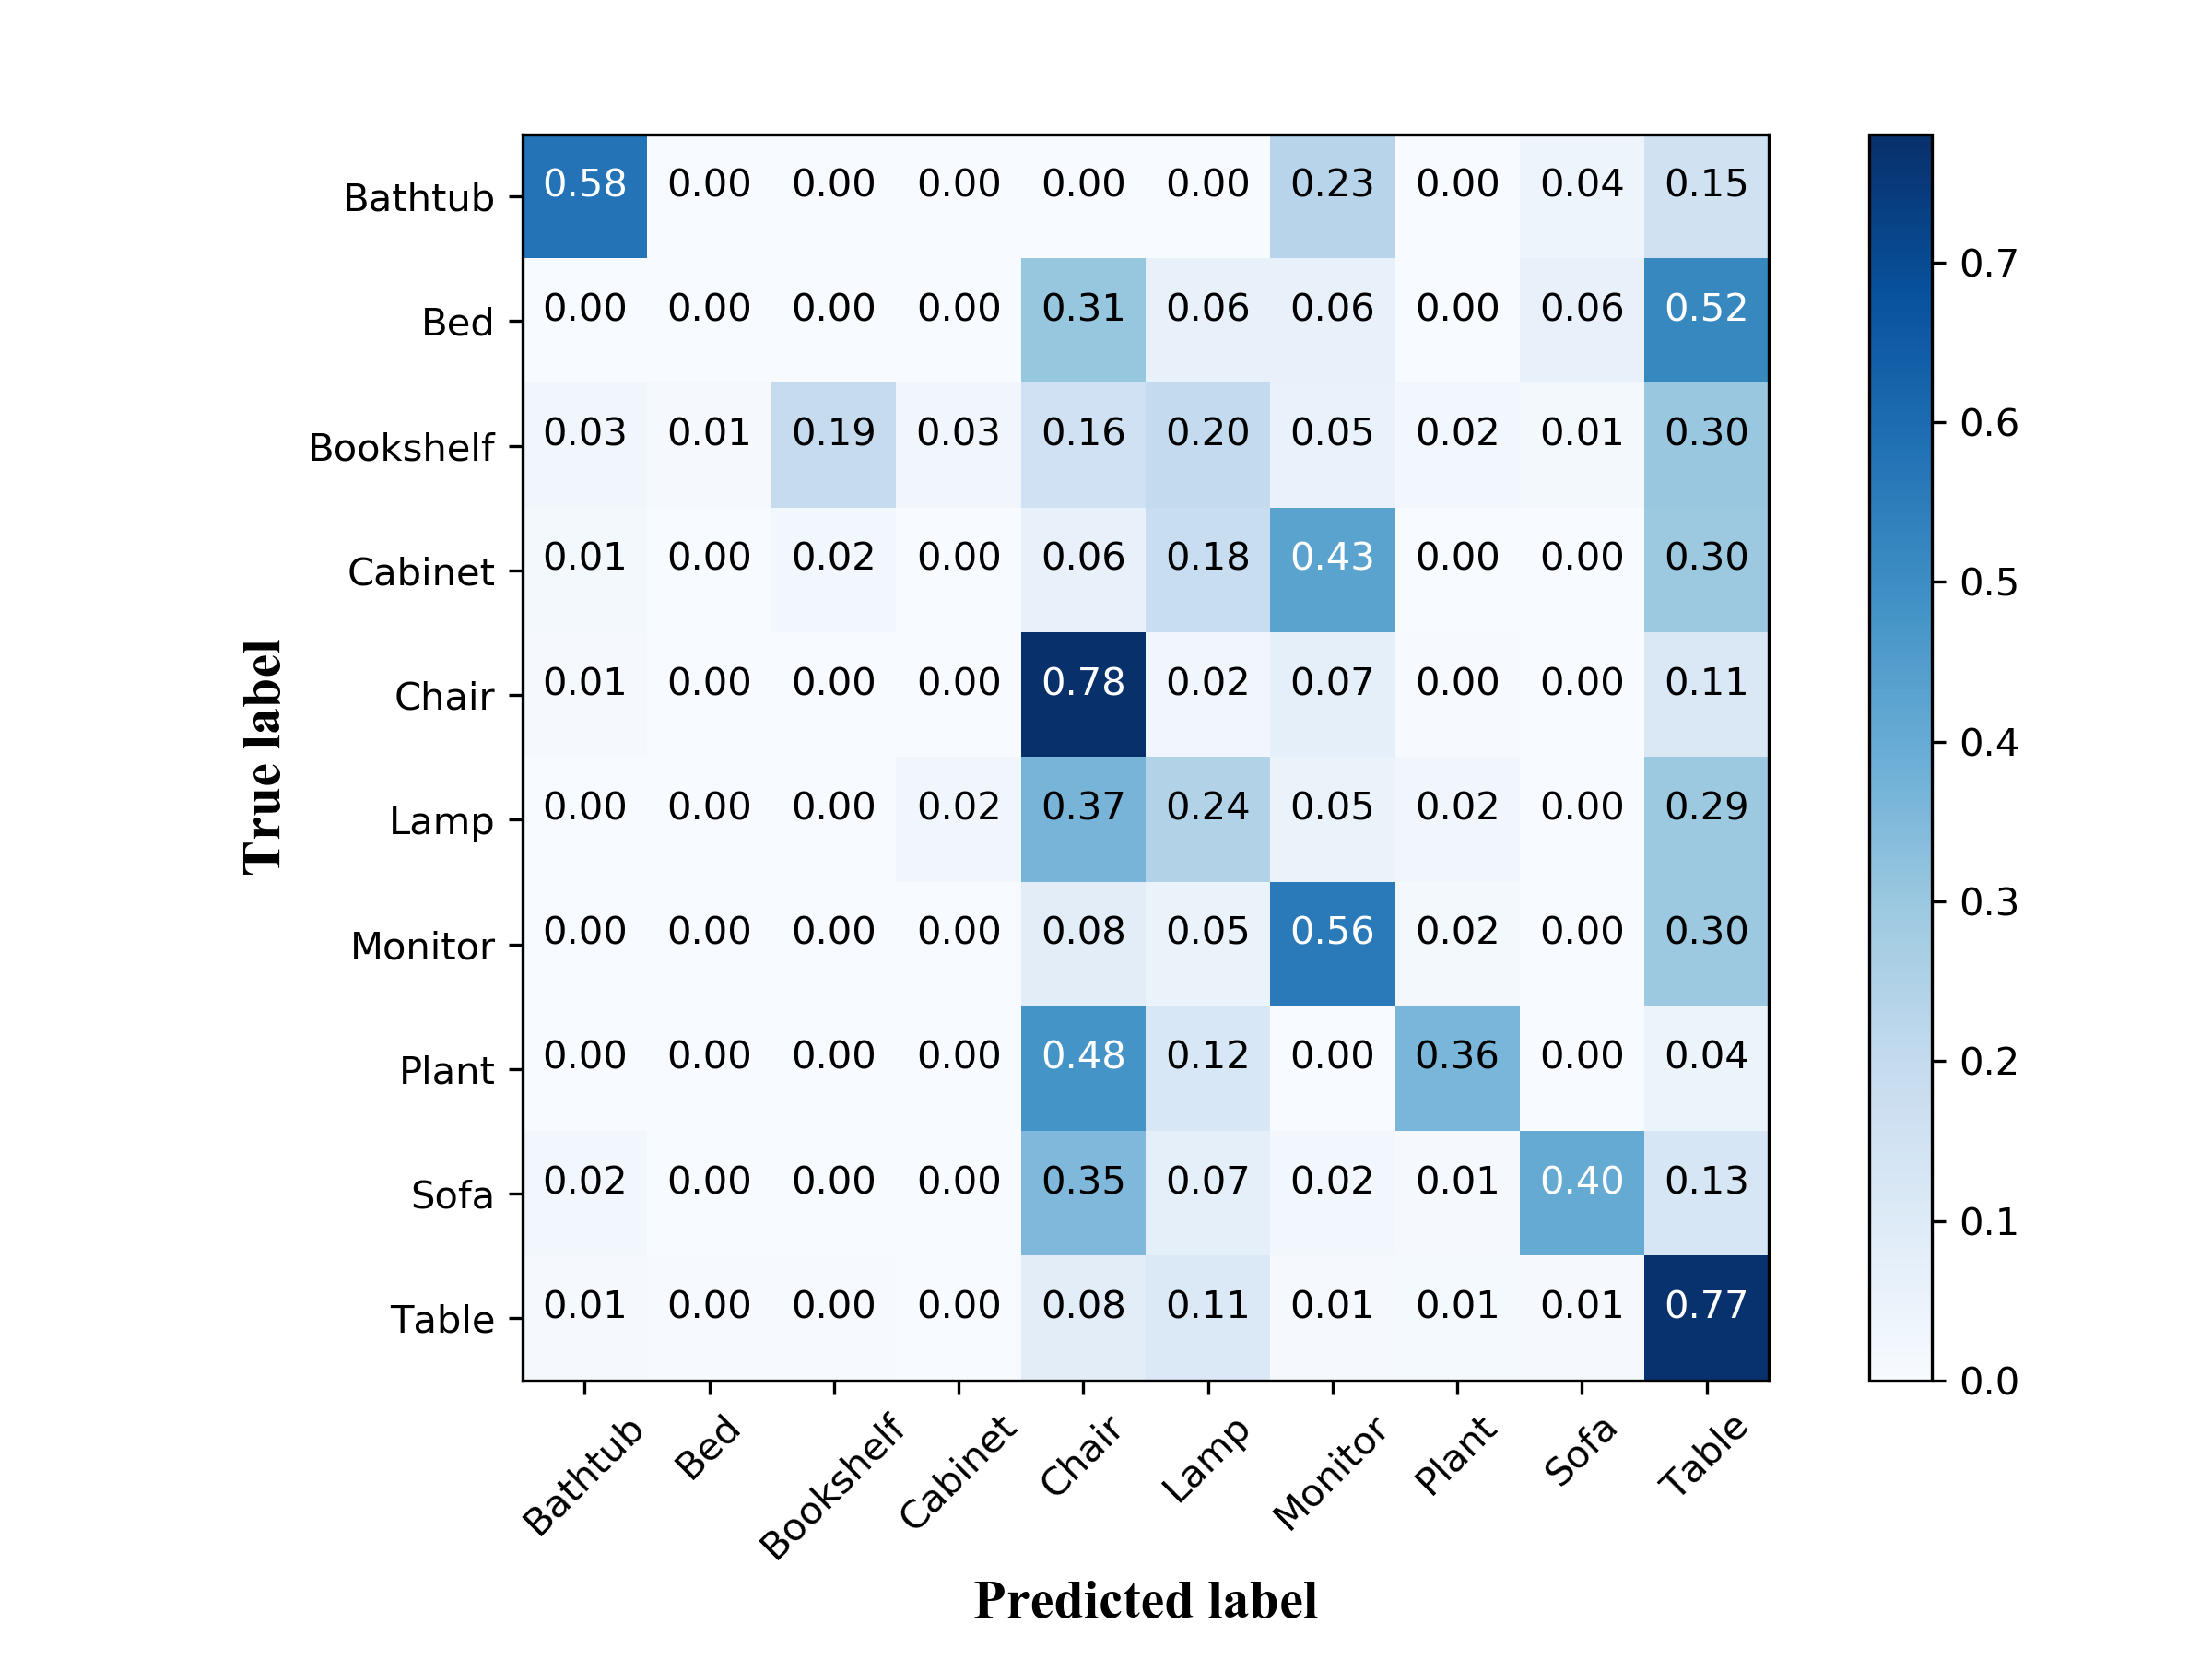 Bathtub 0.58 0.00 0.00 0.00 0.00 0.00 0.23 0.00 0.04 0.15
Bed 0.00 0.00 0.00 0.00 0.31 0.06 0.06 0.00 0.06 0.52
Bookshelf 0.03 0.01 0.19 0.03 0.16 0.20 0.05 0.02 0.01 0.30
Cabinet 0.01 0.00 0.02 0.00 0.06 0.18 0.43 0.00 0.00 0.30
Chair 0.01 0.00 0.00 0.00 0.78 0.02 0.07 0.00 0.00 0.11
Lamp 0.00 0.00 0.00 0.02 0.37 0.24 0.05 0.02 0.00 0.29
Monitor 0.00 0.00 0.00 0.00 0.08 0.05 0.56 0.02 0.00 0.30
Plant 0.00 0.00 0.00 0.00 0.48 0.12 0.00 0.36 0.00 0.04
Sofa 0.02 0.00 0.00 0.00 0.35 0.07 0.02 0.01 0.40 0.13
Table 0.01 0.00 0.00 0.00 0.08 0.11 0.01 0.01 0.01 0.77
Bathtub Bed Bookshelf Cabinet Chair Lamp Monitor Plant Sofa Table
True label
Predicted label
0.7
0.6
0.5
0.4
0.3
0.2
0.1
0.0